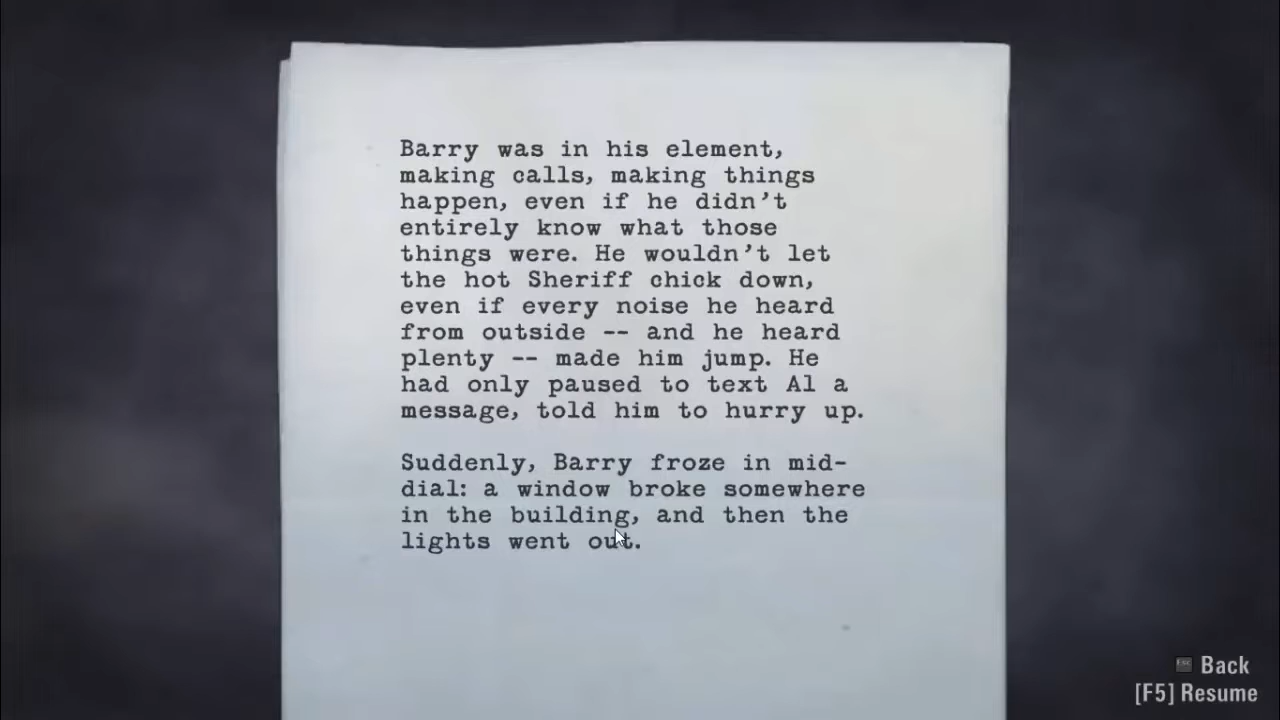 Barry was in his element,
making calls, making things
happen, even if he didn't
entirely know what those
things were. He wouldn't let
the hot Sheriff chick down,
even if every noise he heard
from outside -- and he heard
plenty -- made him jump. He
had only paused to text Al a
message, told him to hurry up.
Suddenly, Barry froze in mid-
dial: a window broke somewhere
in the building, and then the
lights went out.
ESC Back
[F5] Resume